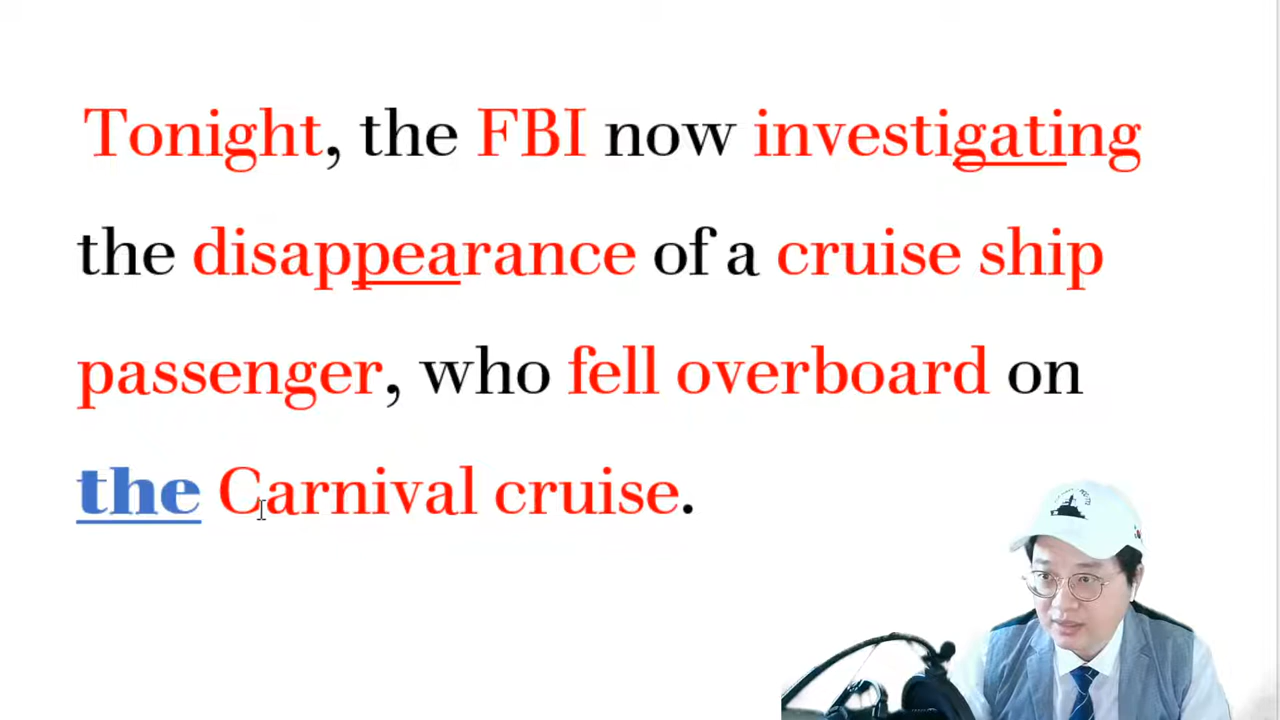 Tonight, the FBI now investigating
the disappearance of a cruise ship
passenger, who fell overboard on
the Carnival cruise.